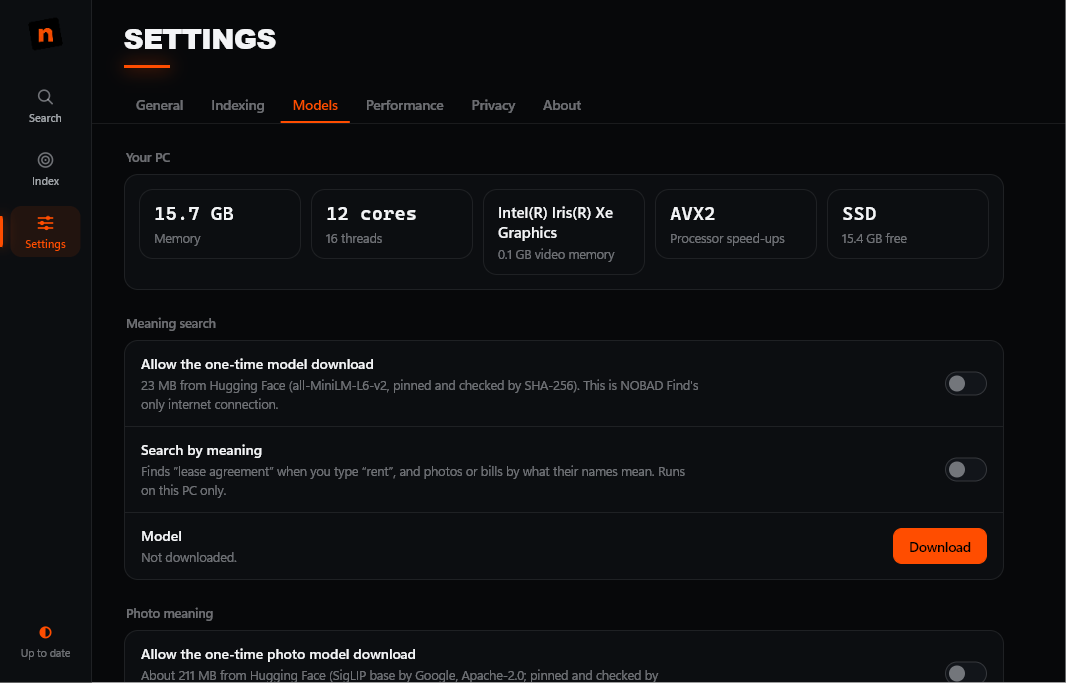 n
SETTINGS
General Indexing Models Performance Privacy About
Search
Index
Settings
Your PC
15.7 GB
Memory
12 cores
16 threads
Intel(R) Iris(R) Xe
Graphics
0.1 GB video memory
AVX2
Processor speed-ups
SSD
15.4 GB free
Meaning search
Allow the one-time model download
23 MB from Hugging Face (all-MiniLM-L6-v2, pinned and checked by SHA-256). This is NOBAD Find's
only internet connection.
Search by meaning
Finds "lease agreement" when you type "rent", and photos or bills by what their names mean. Runs
on this PC only.
Model
Not downloaded.
Download
Photo meaning
Allow the one-time photo model download
About 211 MB from Hugging Face (SigLIP base by Google, Apache-2.0; pinned and checked by
Up to date